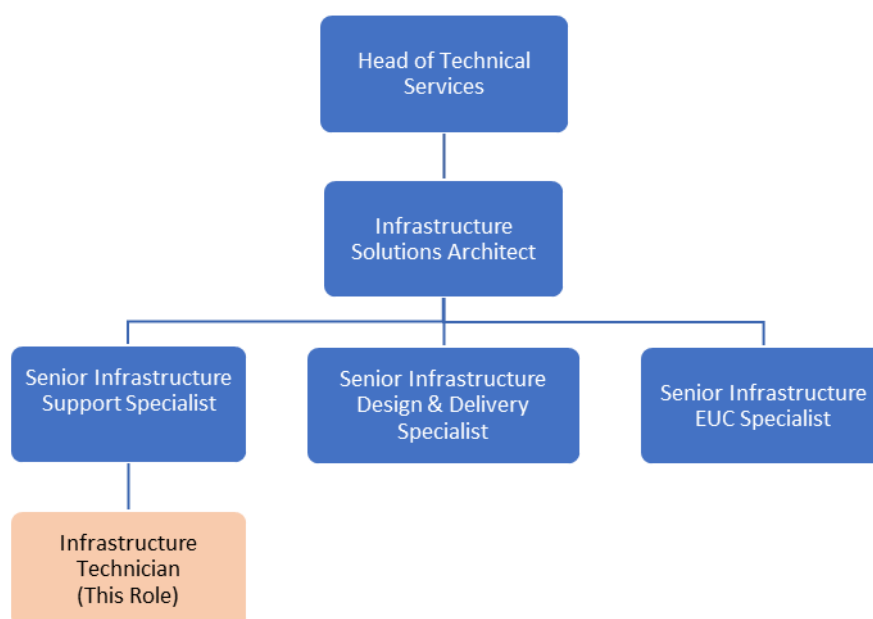 Head of Technical
Services
Infrastructure
Solutions Architect
Senior Infrastructure
Support Specialist
Senior Infrastructure
Design & Delivery
Specialist
Senior Infrastructure
EUC Specialist
Infrastructure
Technician
(This Role)